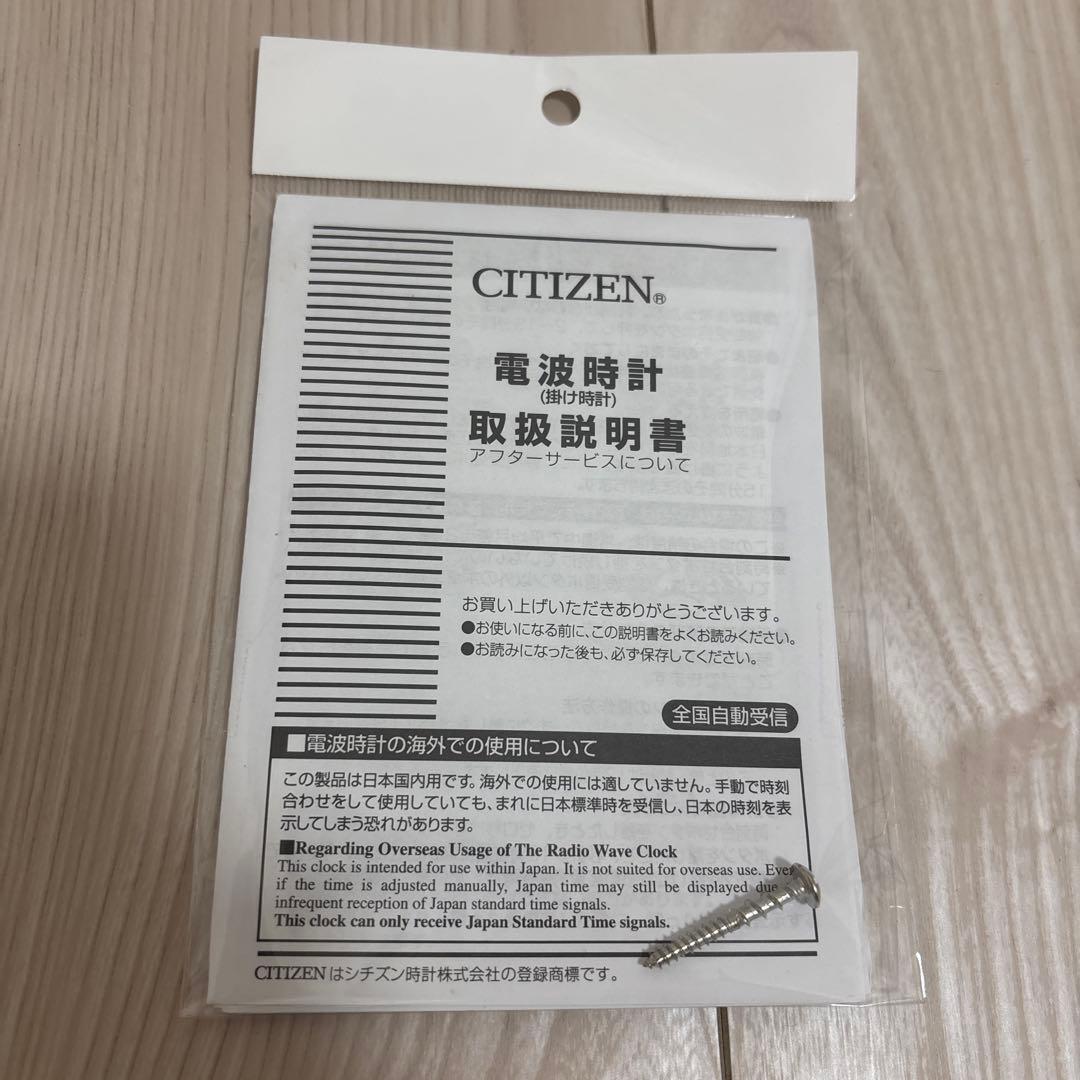 CITIZEN®
電波時計
(掛け時計)
取扱説明書
アフターサービスについて
お買い上げいただきありがとうございます。
●お使いになる前に、この説明書をよくお読みください。
●お読みになった後も、必ず保存してください。
全国自動受信
■電波時計の海外での使用について
この製品は日本国内用です。海外での使用には適していません。手動で時刻
合わせをして使用していても、まれに日本標準時を受信し、日本の時刻を表
示してしまう恐れがあります。
■Regarding Overseas Usage of The Radio Wave Clock
This clock is intended for use within Japan. It is not suited for overseas use. Even
if the time is adjusted manually, Japan time may still be displayed due
infrequent reception of Japan standard time signals.
This clock can only receive Japan Standard Time signals.
CITIZENはシチズン時計株式会社の登録商標です。